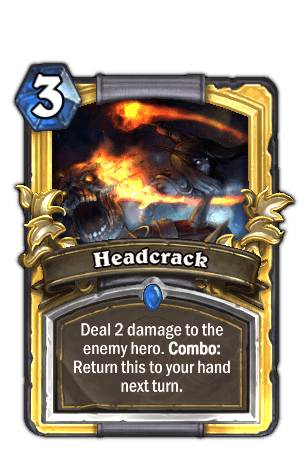 3
Headcrack
Deal 2 damage to the
enemy hero. Combo:
Return this to your hand
next turn.